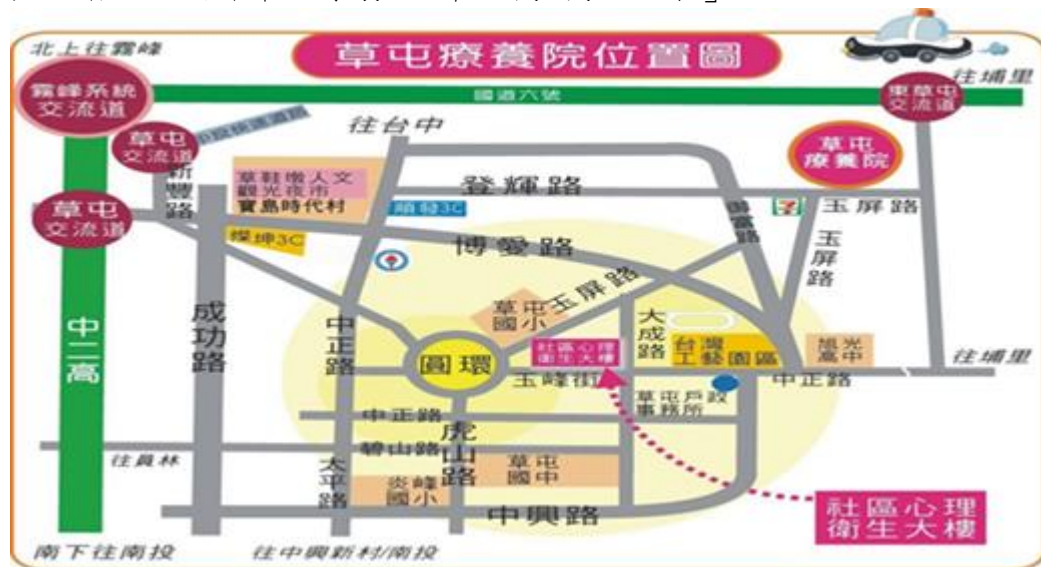 北上往霧峰
草屯療養院位置圖
往埔里
霧峰系統
交流道
國道六號
東草屯
交流道
草屯
交流道
中投快速道路
往台中
草屯
療養院
新豐路
草鞋墩人文
觀光夜市
寶島時代村
登輝路
順發3C
玉屏路
草屯
交流道
燦坤3C
博愛路
玉屏路
玉屏路
中二高
成功路
中正路
草屯
國小
大成路
台灣
工藝園區
旭光
高中
社區心理
衛生大樓
圓環
玉峰街
往埔里
中正路
草屯戶政
事務所
中正路
虎山路
碧山路
往員林
太平路
炎峰
國小
草屯
國中
中興路
社區心理
衛生大樓
南下往南投
往中興新村/南投